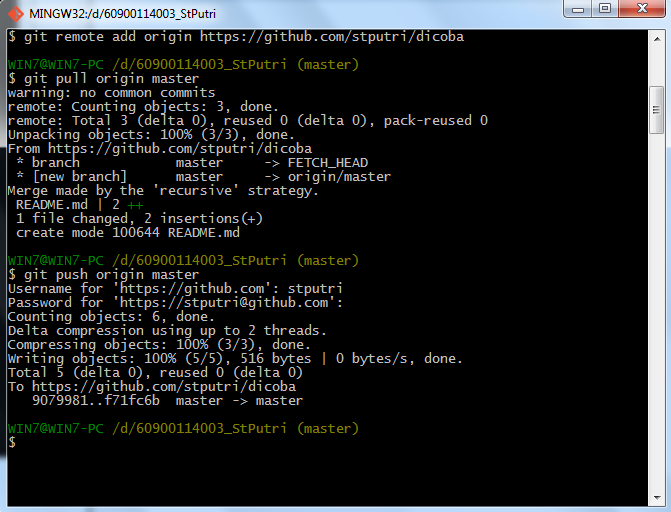 MINGW32:/d/60900114003_StPutri
$ git remote add origin https://github.com/stputri/dicoba
WIN7@WIN7-PC /d/60900114003_StPutri (master)
$ git pull origin master
warning: no common commits
remote: Counting objects: 3, done.
remote: Total 3 (delta 0), reused 0 (delta 0), pack-reused 0
Unpacking objects: 100% (3/3), done.
From https://github.com/stputri/dicoba
 * branch            master     -> FETCH_HEAD
 * [new branch]      master     -> origin/master
Merge made by the 'recursive' strategy.
 README.md | 2 ++
 1 file changed, 2 insertions(+)
 create mode 100644 README.md
WIN7@WIN7-PC /d/60900114003_StPutri (master)
$ git push origin master
Username for 'https://github.com': stputri
Password for 'https://stputri@github.com':
Counting objects: 6, done.
Delta compression using up to 2 threads.
Compressing objects: 100% (3/3), done.
Writing objects: 100% (5/5), 516 bytes | 0 bytes/s, done.
Total 5 (delta 0), reused 0 (delta 0)
To https://github.com/stputri/dicoba
   9079981..f71fc6b  master -> master
WIN7@WIN7-PC /d/60900114003_StPutri (master)
$